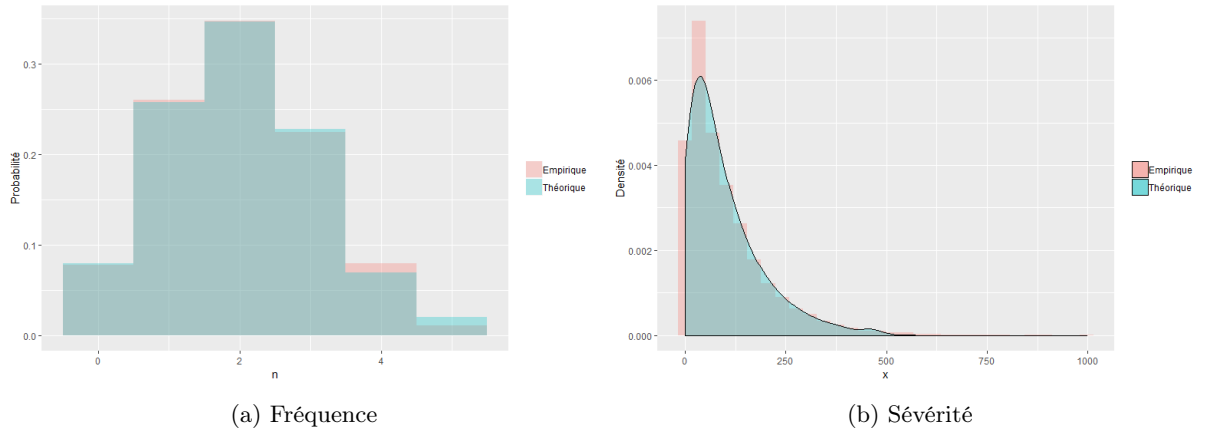 Probabilité
0.3
0.2
0.1
0.0
0
2
4
n
Empirique
Théorique
(a) Fréquence
Densité
0.006
0.004
0.002
0.000
0
250
500
750
1000
x
Empirique
Théorique
(b) Sévérité